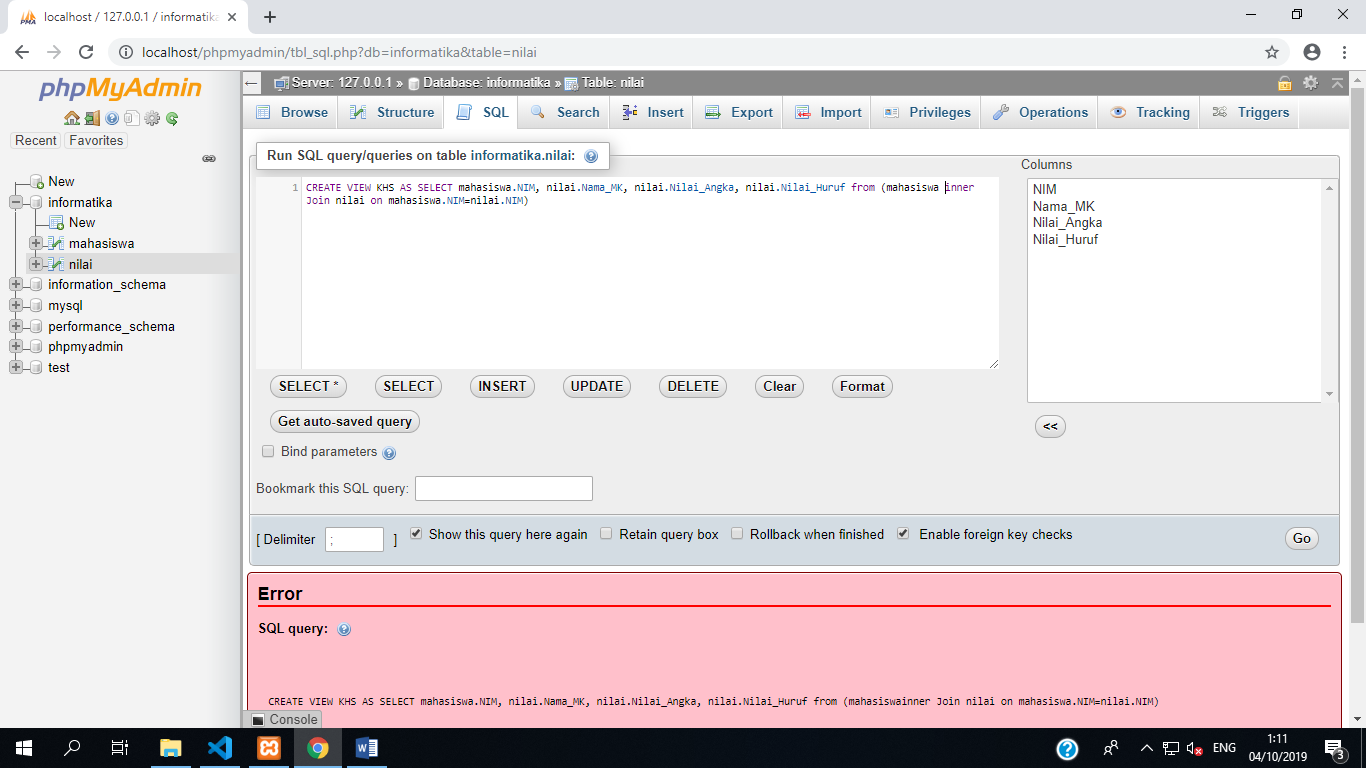 localhost / 127.0.0.1 / informatika
localhost/phpmyadmin/tbl_sql.php?db=informatika&table=nilai
phpMyAdmin
Recent Favorites
New
informatika
New
mahasiswa
nilai
information_schema
mysql
performance_schema
phpmyadmin
test
Server: 127.0.0.1 » Database: informatika » Table: nilai
Browse Structure SQL Search Insert Export Import Privileges Operations Tracking Triggers
Run SQL query/queries on table informatika.nilai:
1 CREATE VIEW KHS AS SELECT mahasiswa.NIM, nilai.Nama_MK, nilai.Nilai_Angka, nilai.Nilai_Huruf from (mahasiswa inner
Join nilai on mahasiswa.NIM=nilai.NIM)
Columns
NIM
Nama_MK
Nilai_Angka
Nilai_Huruf
SELECT * SELECT INSERT UPDATE DELETE Clear Format
Get auto-saved query
<<
Bind parameters
Bookmark this SQL query:
[ Delimiter ; ] Show this query here again Retain query box Rollback when finished Enable foreign key checks Go
Error
SQL query:
CREATE VIEW KHS AS SELECT mahasiswa.NIM, nilai.Nama_MK, nilai.Nilai_Angka, nilai.Nilai_Huruf from (mahasiswainner Join nilai on mahasiswa.NIM=nilai.NIM)
Console
ENG
1:11
04/10/2019
3